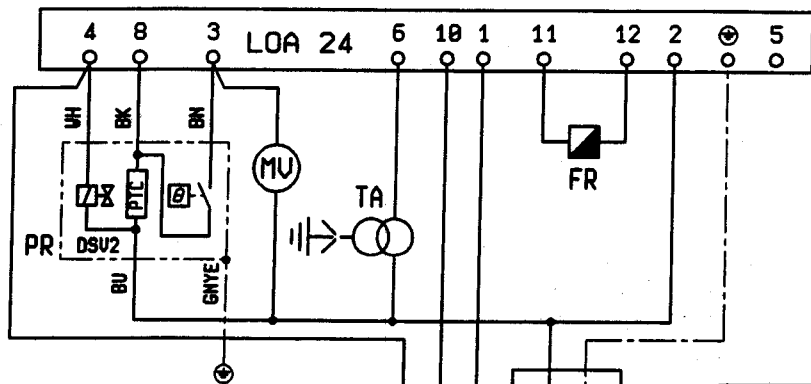 4 8 3 LOA 24 6 10 1 11 12 2 5
WH BK BN
MV
FR
TA
PTC
θ
PR DSV2
BU GNYE